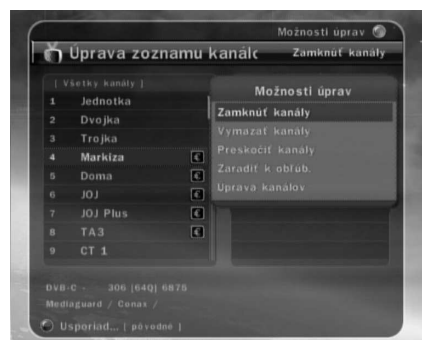 Možnosti úprav
Úprava zoznamu kanálc
Zamknúť kanály
[ Všetky kanály ]
1 Jednotka
2 Dvojka
3 Trojka
4 Markíza €
5 Doma €
6 JOJ €
7 JOJ Plus €
8 TA3 €
9 CT 1
Možnosti úprav
Zamknúť kanály
Vymazať kanály
Preskočiť kanály
Zaradiť k obľúb.
Úprava kanálov
DVB-C - 306 [64Q] 6875
Mediaguard / Conax /
Usporiad... [ pôvodné ]